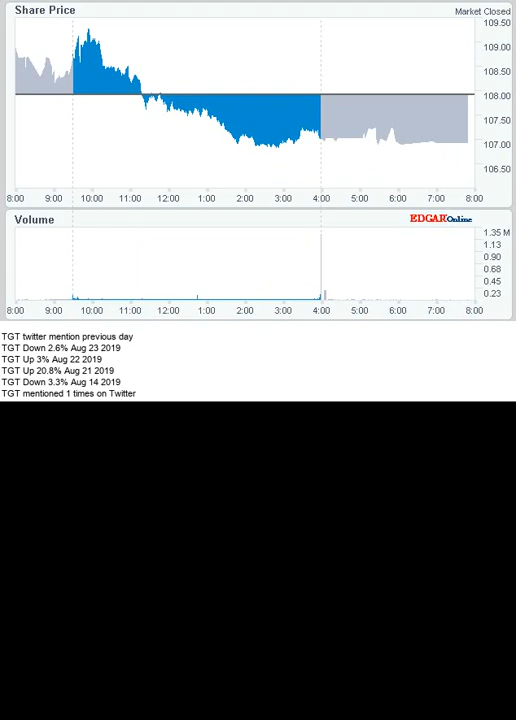 Share Price
Market Closed
109.50
109.00
108.50
108.00
107.50
107.00
106.50
8:00 9:00 10:00 11:00 12:00 1:00 2:00 3:00 4:00 5:00 6:00 7:00 8:00
Volume
EDGAR Online
1.35 M
1.13
0.90
0.68
0.45
0.23
8:00 9:00 10:00 11:00 12:00 1:00 2:00 3:00 4:00 5:00 6:00 7:00 8:00
TGT twitter mention previous day
TGT Down 2.6% Aug 23 2019
TGT Up 3% Aug 22 2019
TGT Up 20.8% Aug 21 2019
TGT Down 3.3% Aug 14 2019
TGT mentioned 1 times on Twitter